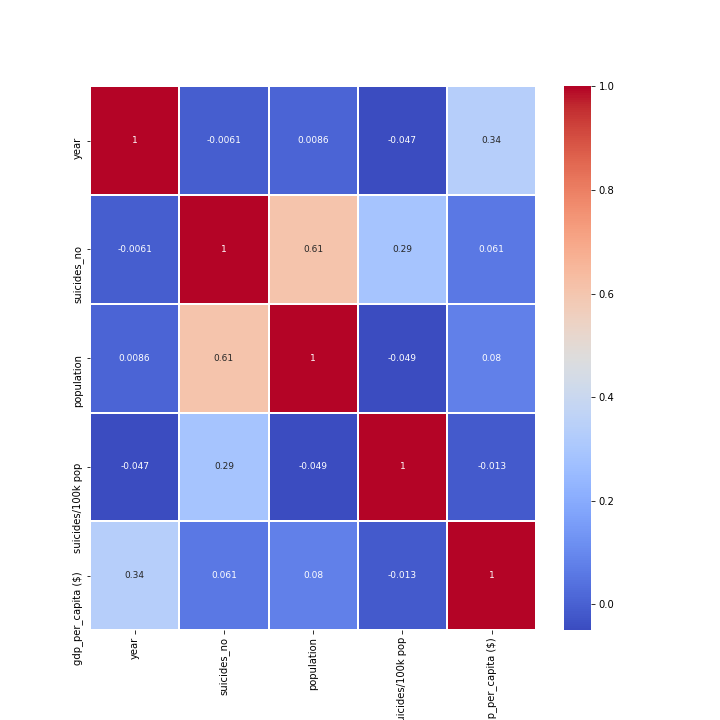 year 1 -0.0061 0.0086 -0.047 0.34
suicides_no -0.0061 1 0.61 0.29 0.061
population 0.0086 0.61 1 -0.049 0.08
suicides/100k pop -0.047 0.29 -0.049 1 -0.013
gdp_per_capita ($) 0.34 0.061 0.08 -0.013 1
year suicides_no population uicides/100k pop p_per_capita ($)
1.0
0.8
0.6
0.4
0.2
0.0